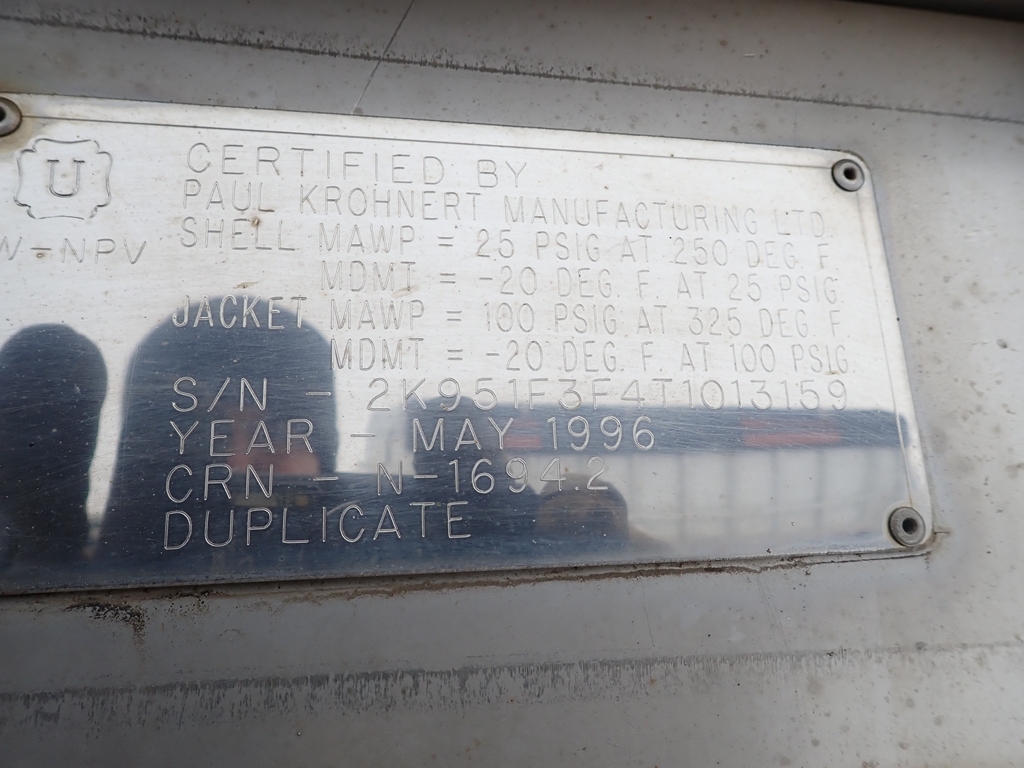 U
CERTIFIED BY
PAUL KROHNERT MANUFACTURING LTD.
W-NPV
SHELL MAWP = 25 PSIG AT 250 DEG. F.
MDMT = -20 DEG. F. AT 25 PSIG.
JACKET MAWP = 100 PSIG AT 325 DEG. F.
MDMT = -20 DEG. F. AT 100 PSIG.
S/N - 2K951F3F4T1013159
YEAR - MAY 1996
CRN - N-1694.2
DUPLICATE